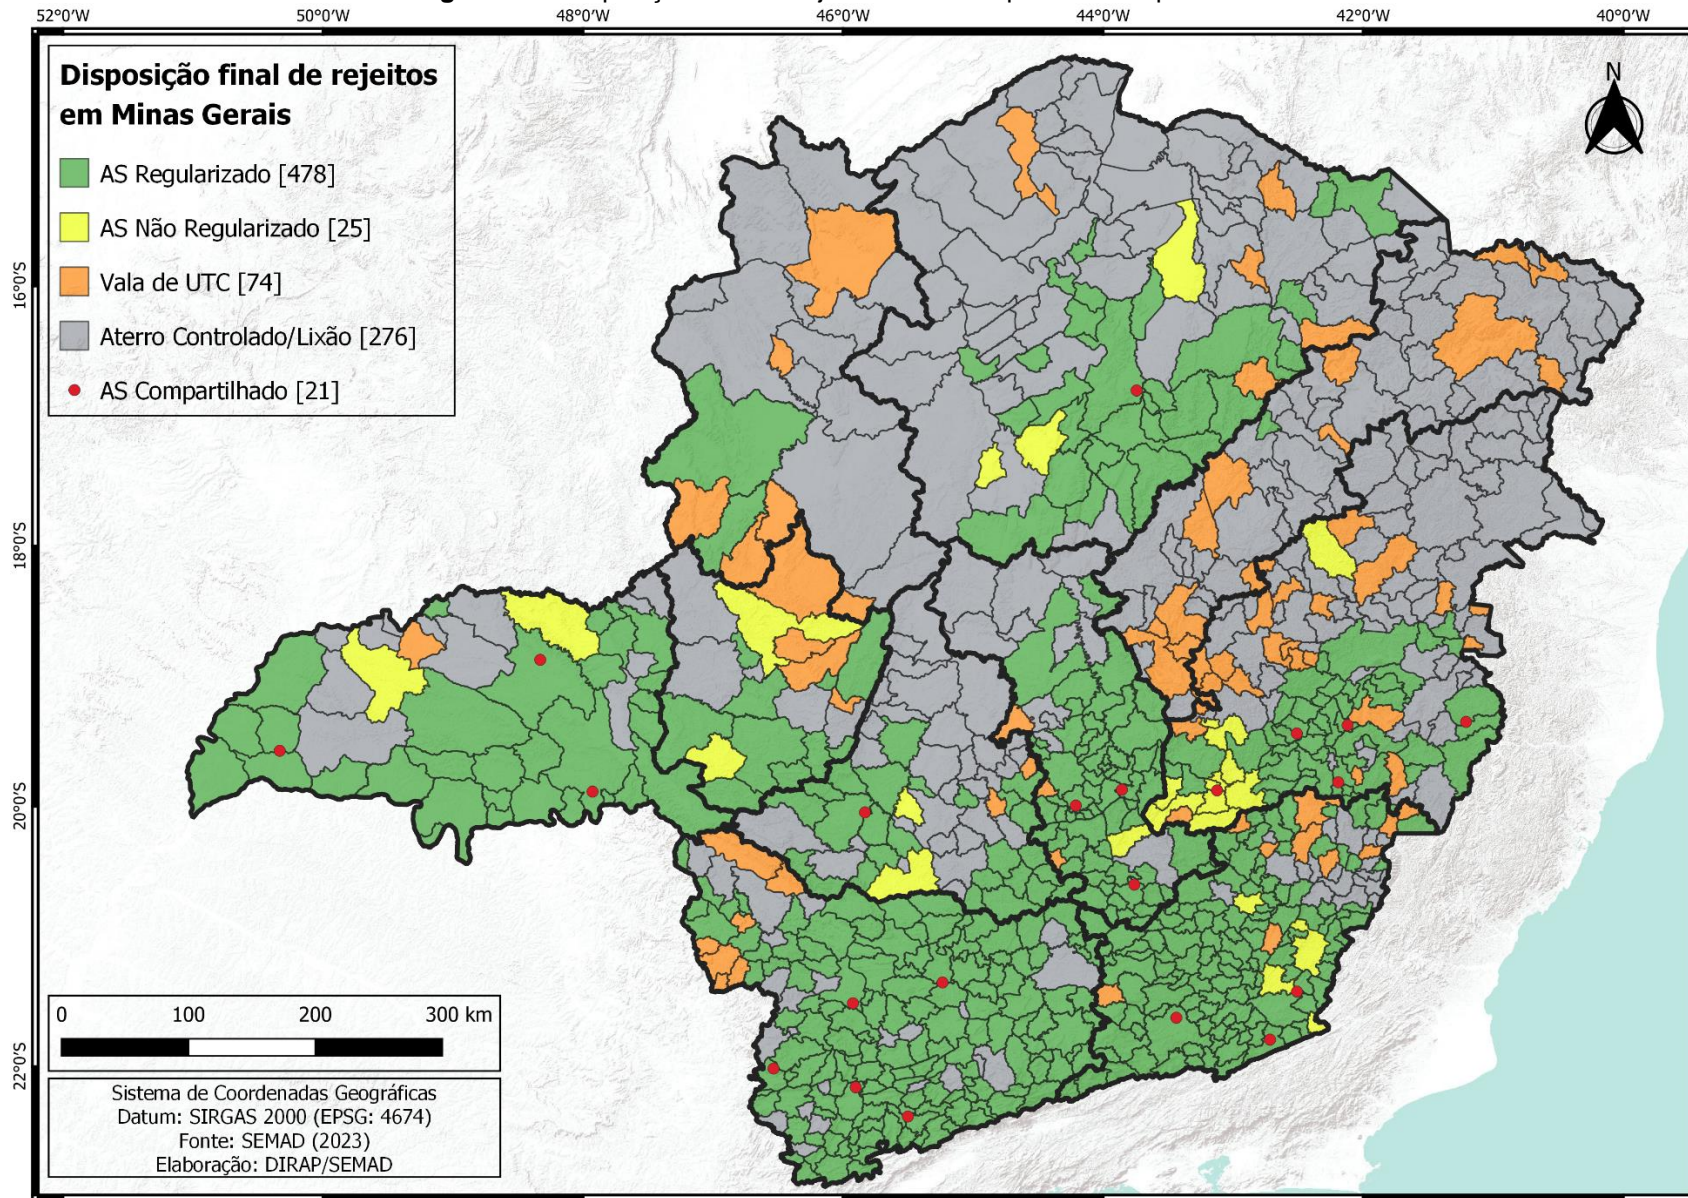 52°0'W 50°0'W 48°0'W 46°0'W 44°0'W 42°0'W 40°0'W
Disposição final de rejeitos
em Minas Gerais
N
AS Regularizado [478]
AS Não Regularizado [25]
Vala de UTC [74]
Aterro Controlado/Lixão [276]
AS Compartilhado [21]
16°0'S
18°0'S
20°0'S
22°0'S
0 100 200 300 km
Sistema de Coordenadas Geográficas
Datum: SIRGAS 2000 (EPSG: 4674)
Fonte: SEMAD (2023)
Elaboração: DIRAP/SEMAD